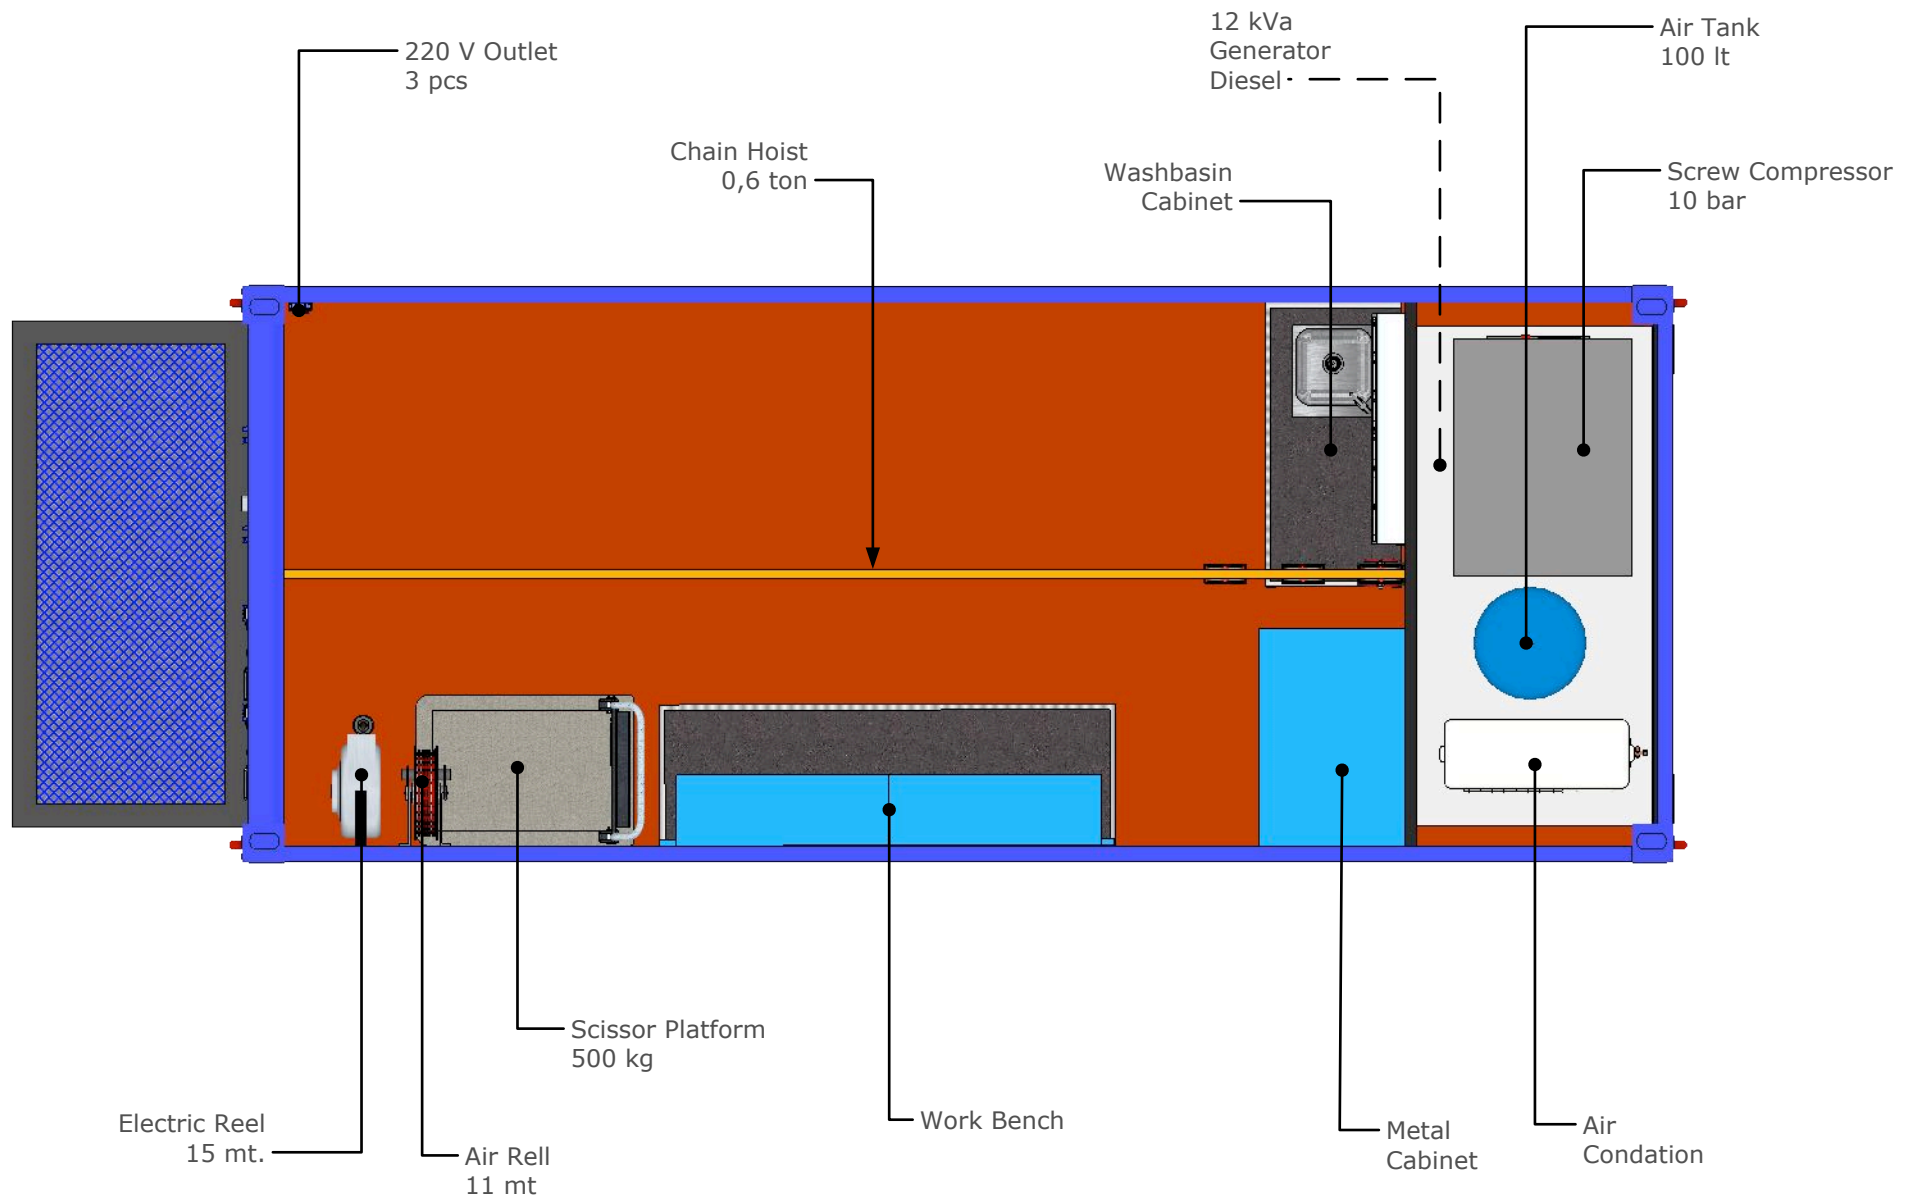 12 kVa
Generator
Diesel
Air Tank
100 lt
220 V Outlet
3 pcs
Chain Hoist
0,6 ton
Washbasin
Cabinet
Screw Compressor
10 bar
Scissor Platform
500 kg
Electric Reel
15 mt.
Air Rell
11 mt
Work Bench
Metal
Cabinet
Air
Condation